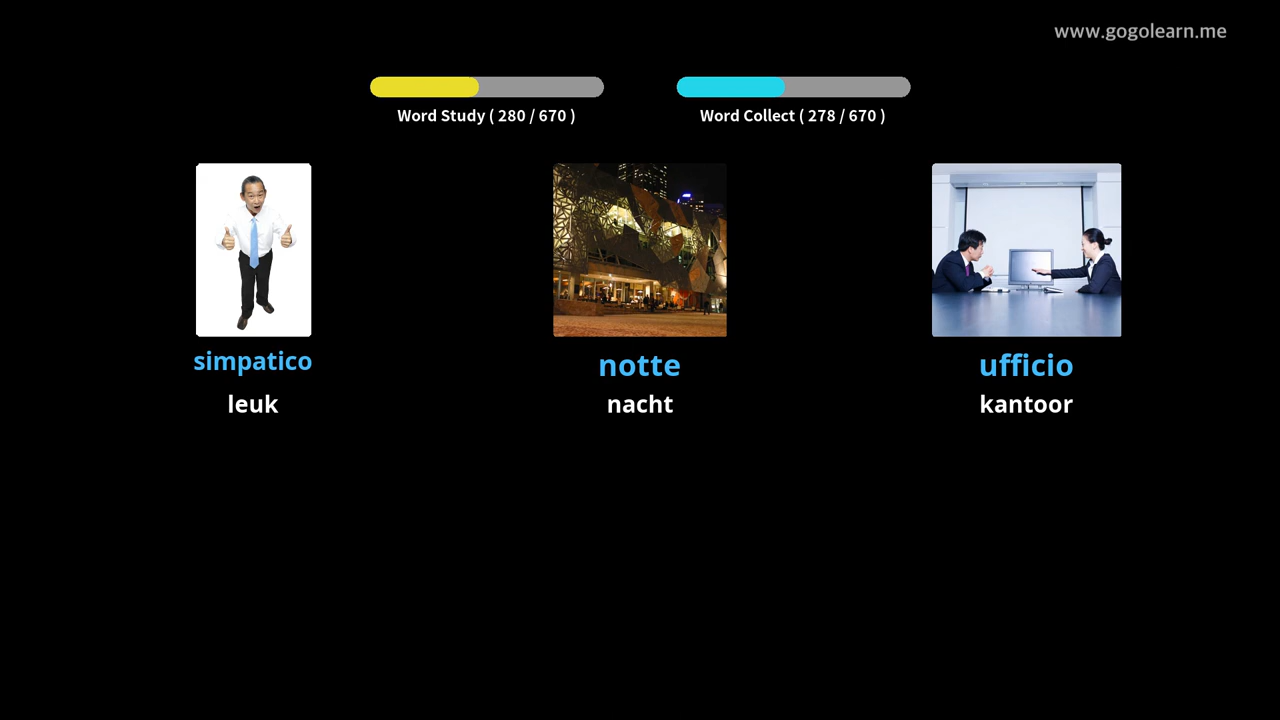 www.gogolearn.me
Word Study ( 280 / 670 )
Word Collect ( 278 / 670 )
simpatico
notte
ufficio
leuk
nacht
kantoor